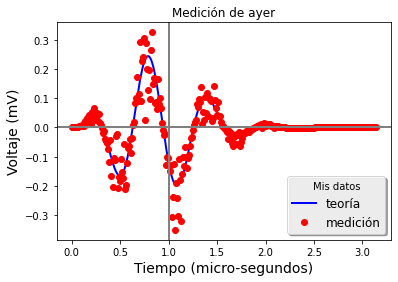 Medición de ayer
Voltaje (mV)
0.3
0.2
0.1
0.0
−0.1
−0.2
−0.3
Mis datos
teoría
medición
0.0 0.5 1.0 1.5 2.0 2.5 3.0
Tiempo (micro-segundos)